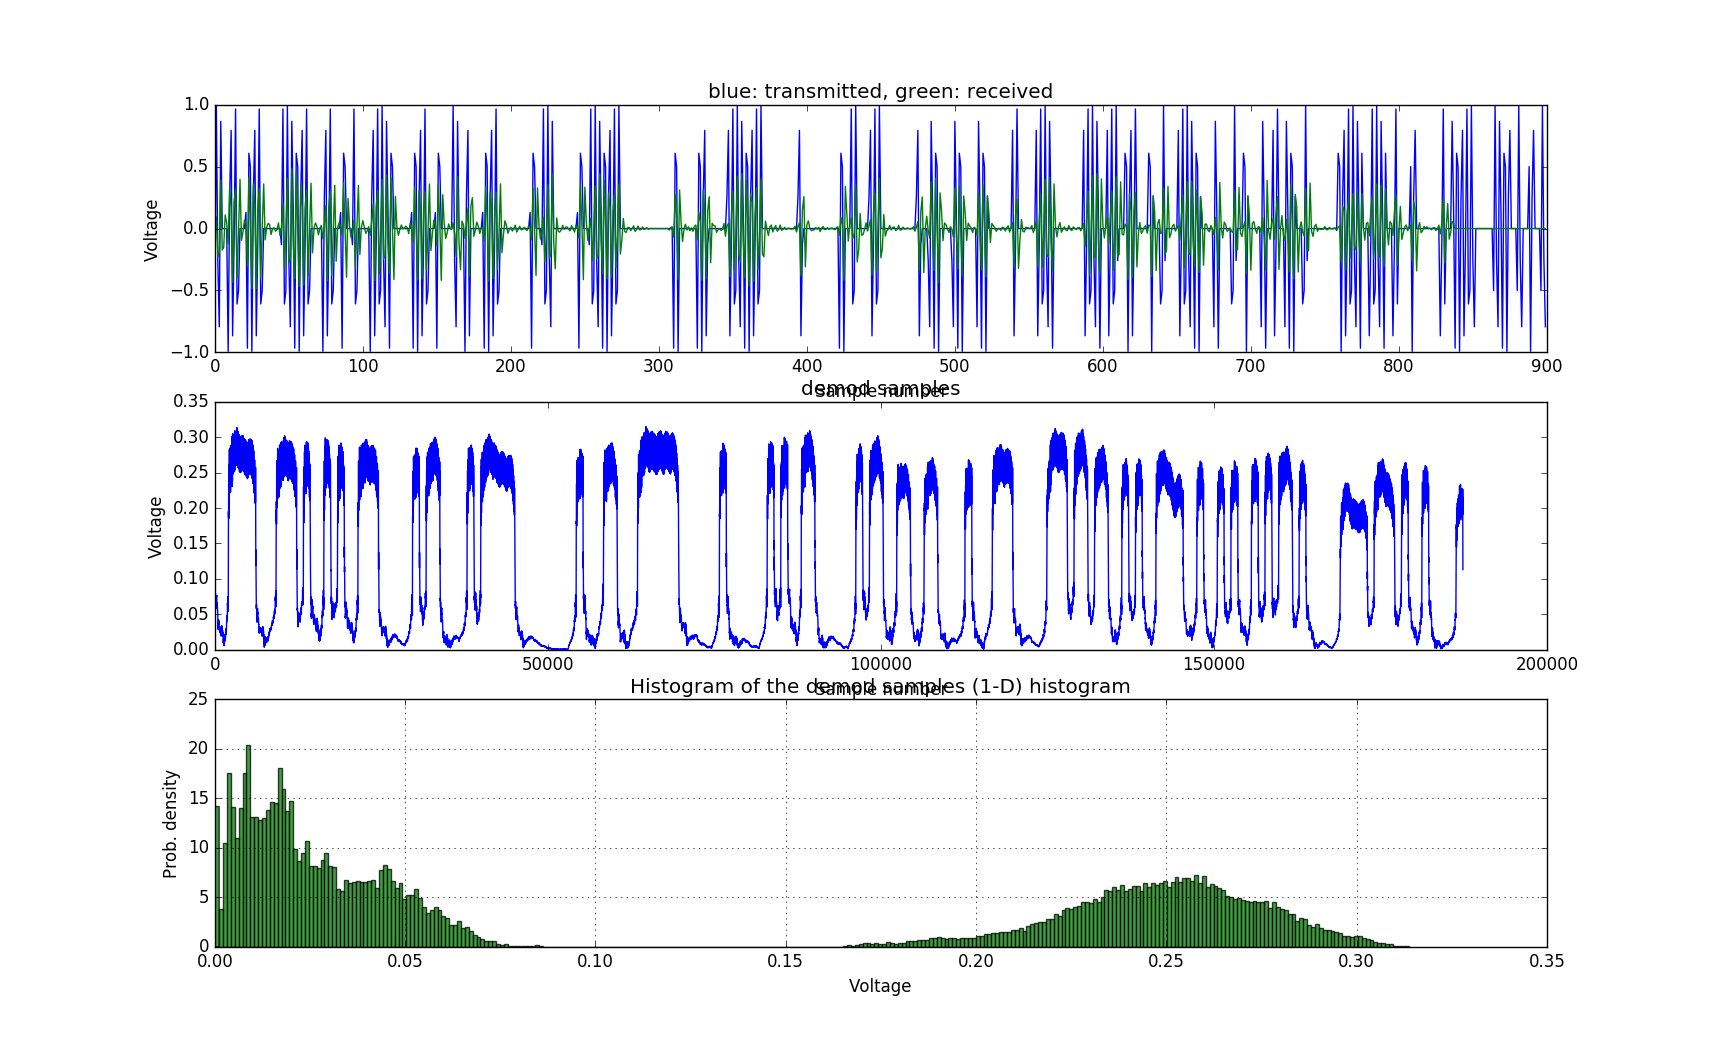 blue: transmitted, green: received
1.0
0.5
0.0
−0.5
−1.0
Voltage
0 100 200 300 400 500 600 700 800 900
Sample number
demod samples
0.35
0.30
0.25
0.20
0.15
0.10
0.05
0.00
Voltage
0 50000 100000 150000 200000
Sample number
Histogram of the demod samples (1-D) histogram
25
20
15
10
5
0
Prob. density
0.00 0.05 0.10 0.15 0.20 0.25 0.30 0.35
Voltage